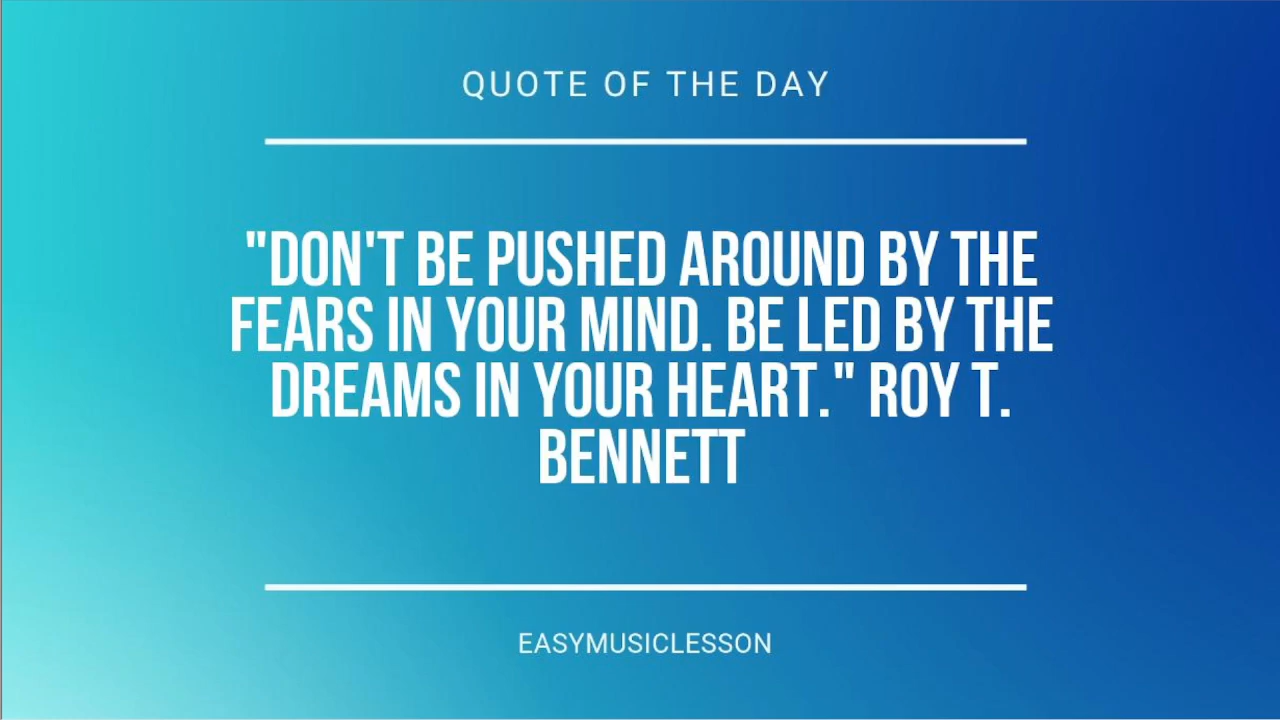 QUOTE OF THE DAY
"DON'T BE PUSHED AROUND BY THE
FEARS IN YOUR MIND. BE LED BY THE
DREAMS IN YOUR HEART." ROY T.
BENNETT
EASYMUSICLESSON